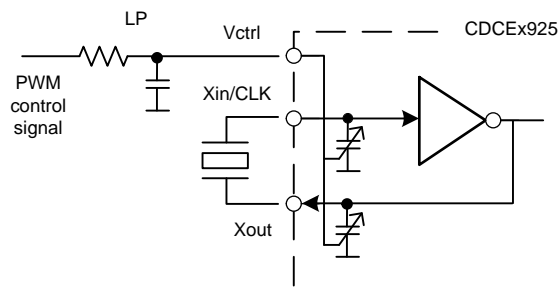 LP
Vctrl
CDCEx925
PWM
control
signal
Xin/CLK
Xout